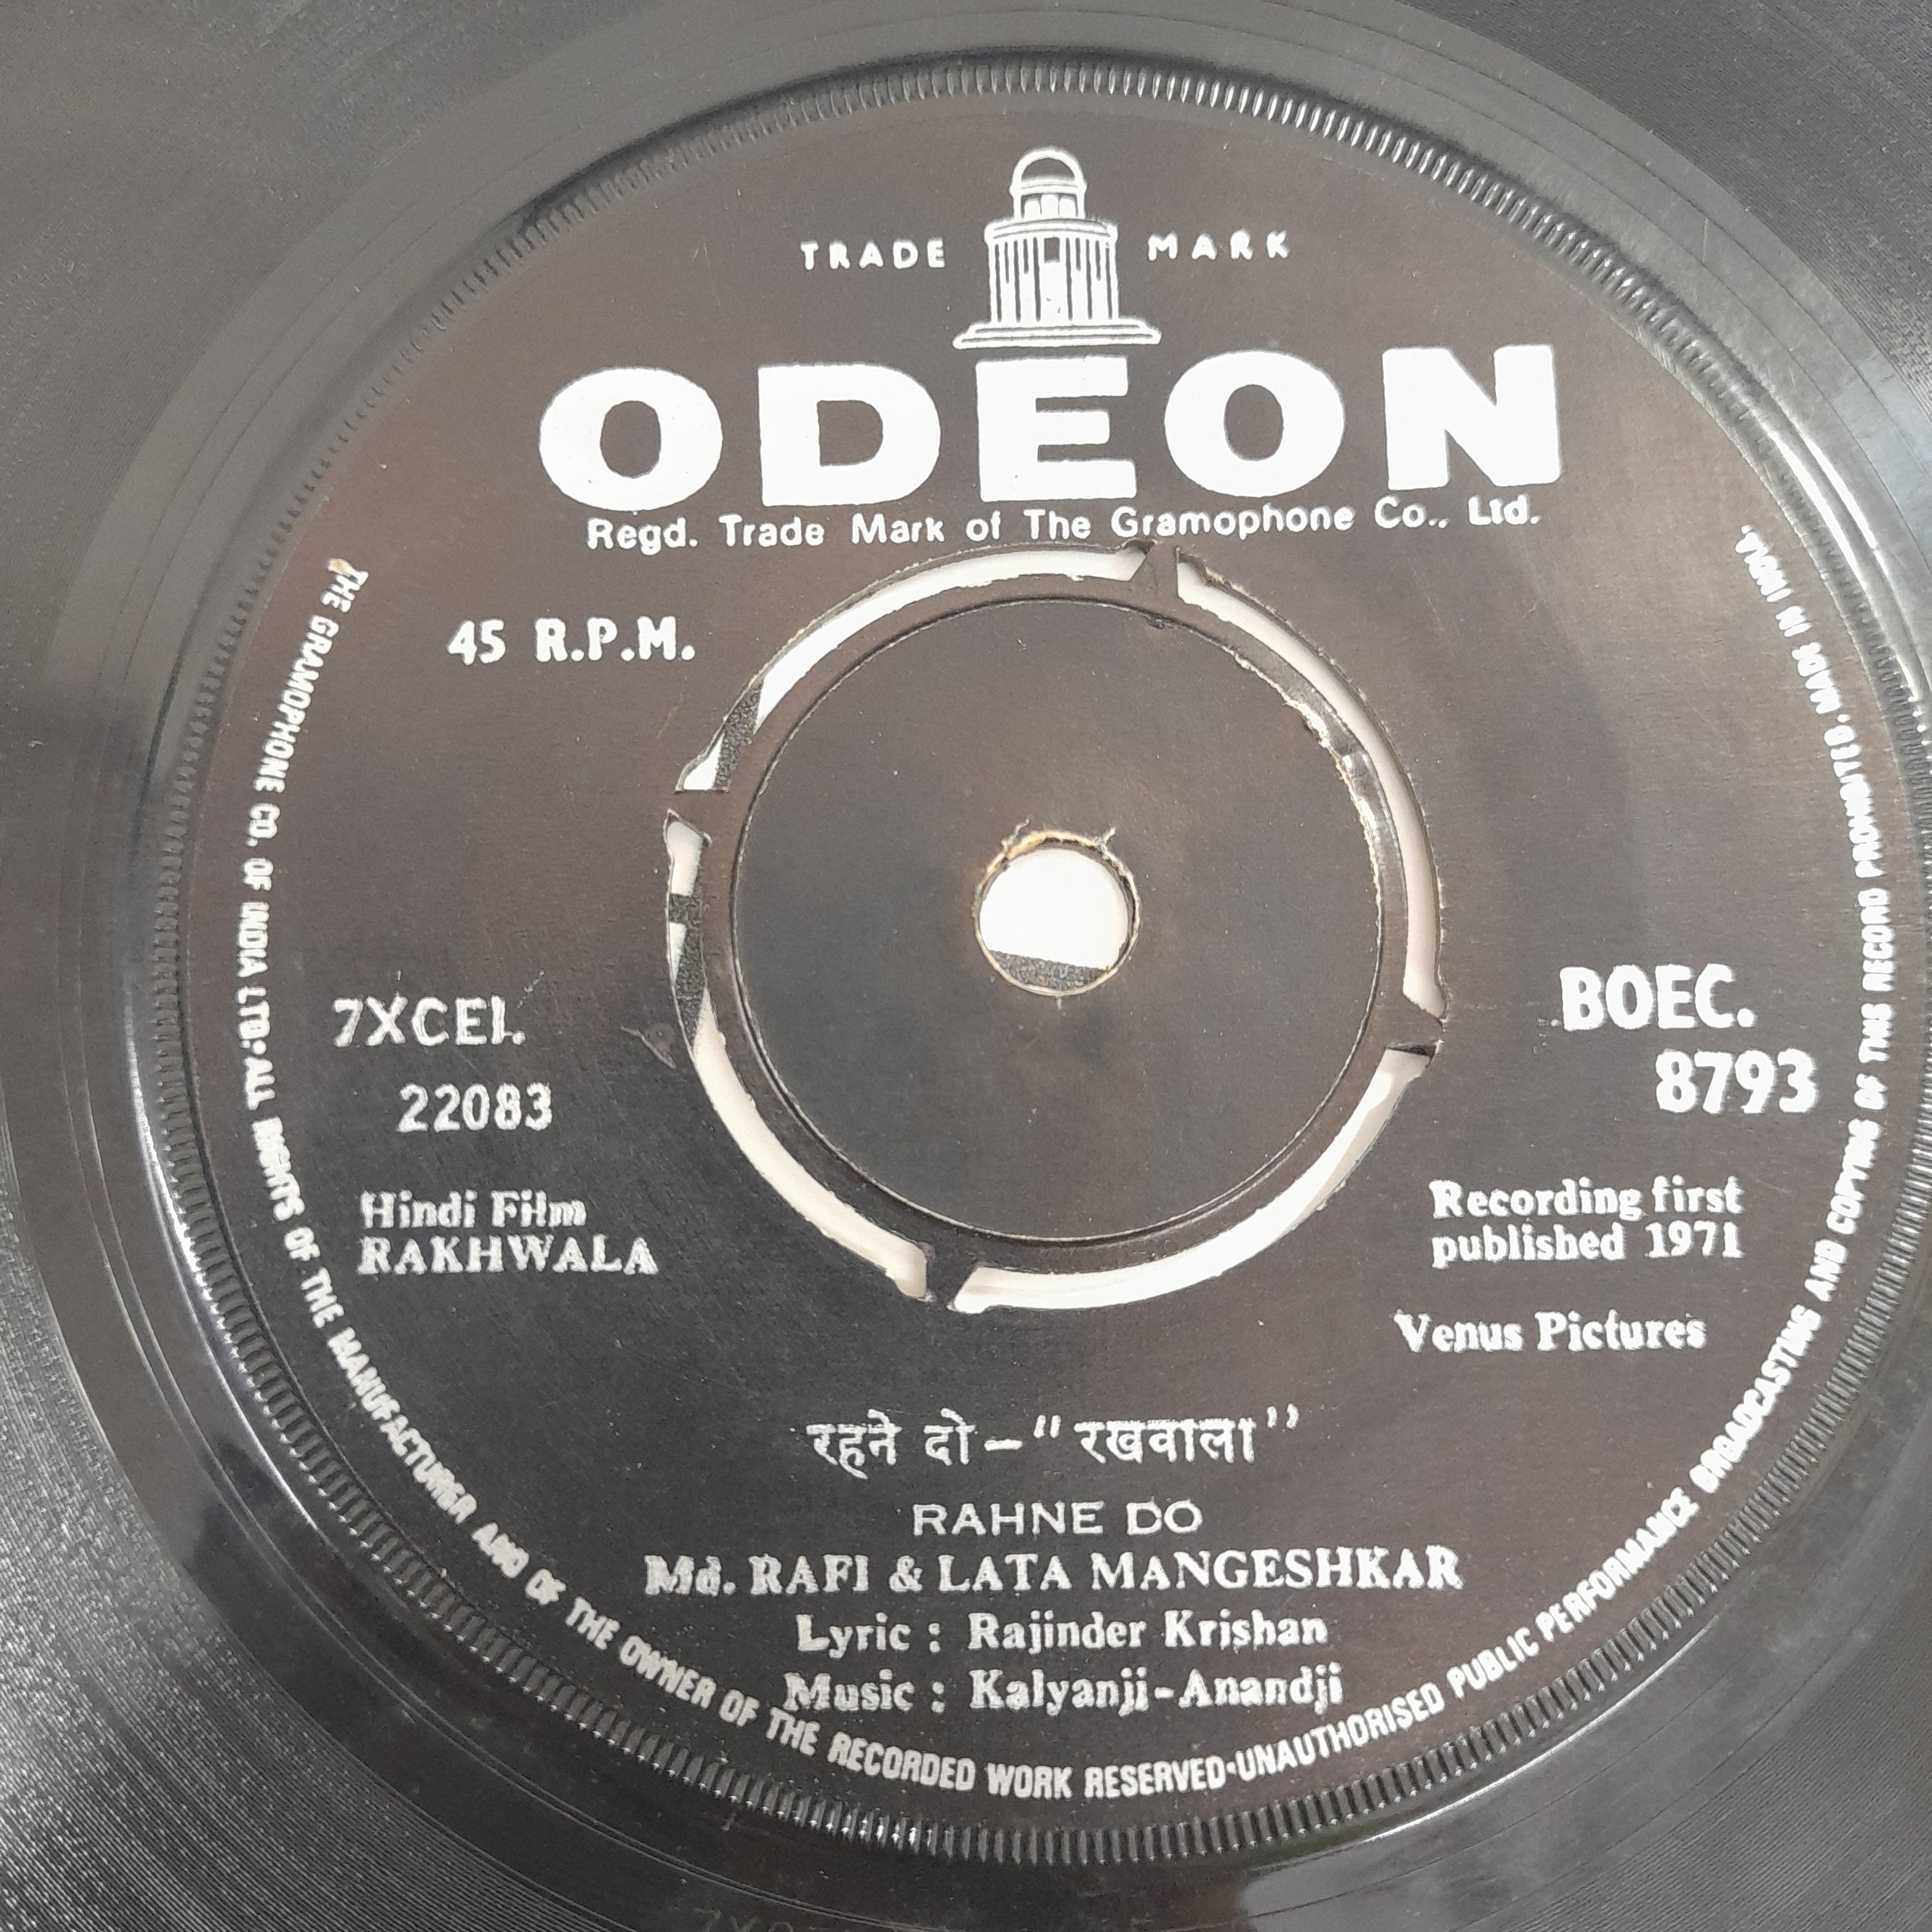 TRADE MARK
ODEON
Regd. Trade Mark of The Gramophone Co., Ltd.
45 R.P.M.
7XCEL
22083
BOEC.
8793
Hindi Film
RAKHWALA
Recording first
published 1971
Venus Pictures
रहने दो – “रखवाला”
RAHNE DO
Md. RAFI & LATA MANGESHKAR
Lyric : Rajinder Krishan
Music : Kalyanji-Anandji
THE GRAMOPHONE CO. OF INDIA LTD. ALL RIGHTS OF THE MANUFACTURER AND OF THE OWNER OF THE RECORDED WORK RESERVED·UNAUTHORISED PUBLIC PERFORMANCE BROADCASTING AND COPYING OF THIS RECORD PROHIBITED. MADE IN INDIA.